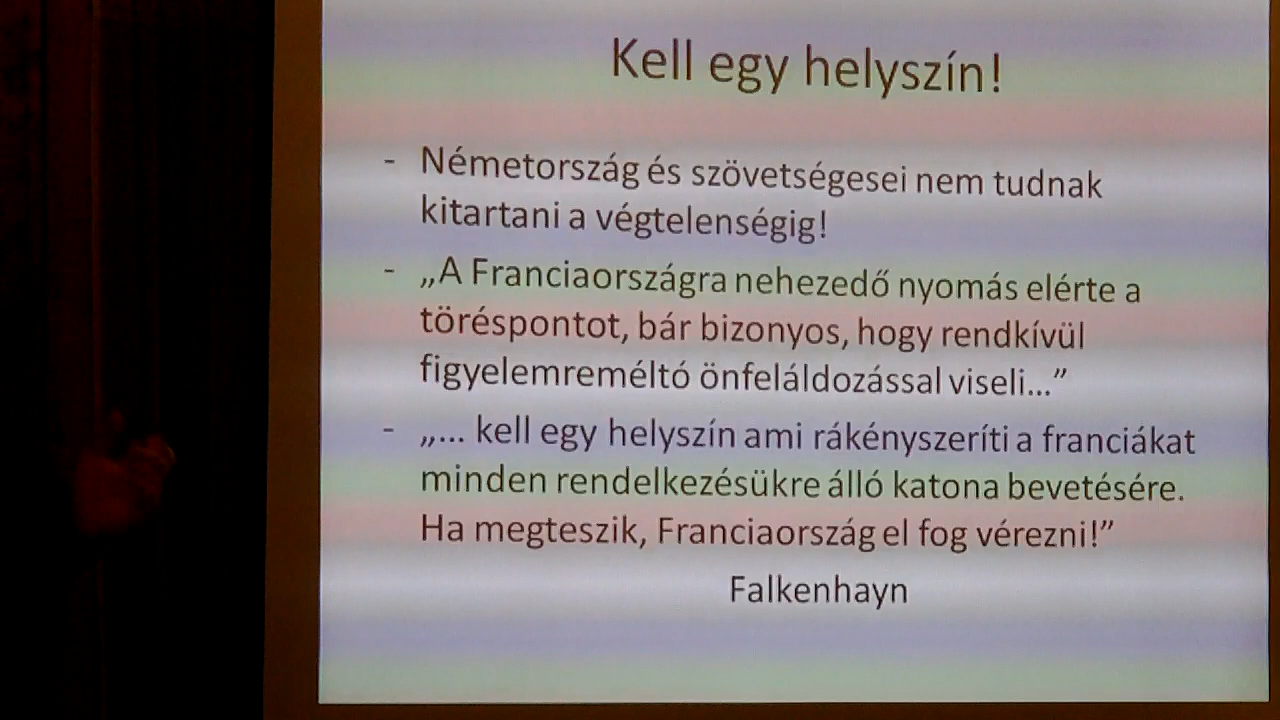 Kell egy helyszín!
- Németország és szövetségesei nem tudnak
kitartani a végtelenségig!
- „A Franciaországra nehezedő nyomás elérte a
töréspontot, bár bizonyos, hogy rendkívül
figyelemreméltó önfeláldozással viseli...”
- „... kell egy helyszín ami rákényszeríti a franciákat
minden rendelkezésükre álló katona bevetésére.
Ha megteszik, Franciaország el fog vérezni!”
Falkenhayn